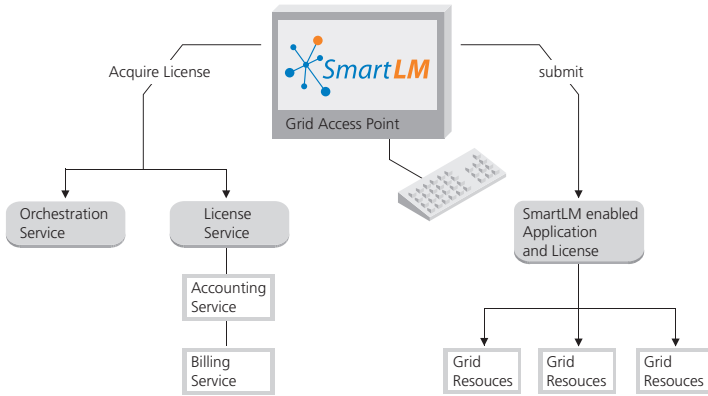 SmartLM
Grid Access Point
Acquire License
submit
Orchestration
Service
License
Service
SmartLM enabled
Application
and License
Accounting
Service
Billing
Service
Grid
Resouces
Grid
Resouces
Grid
Resouces